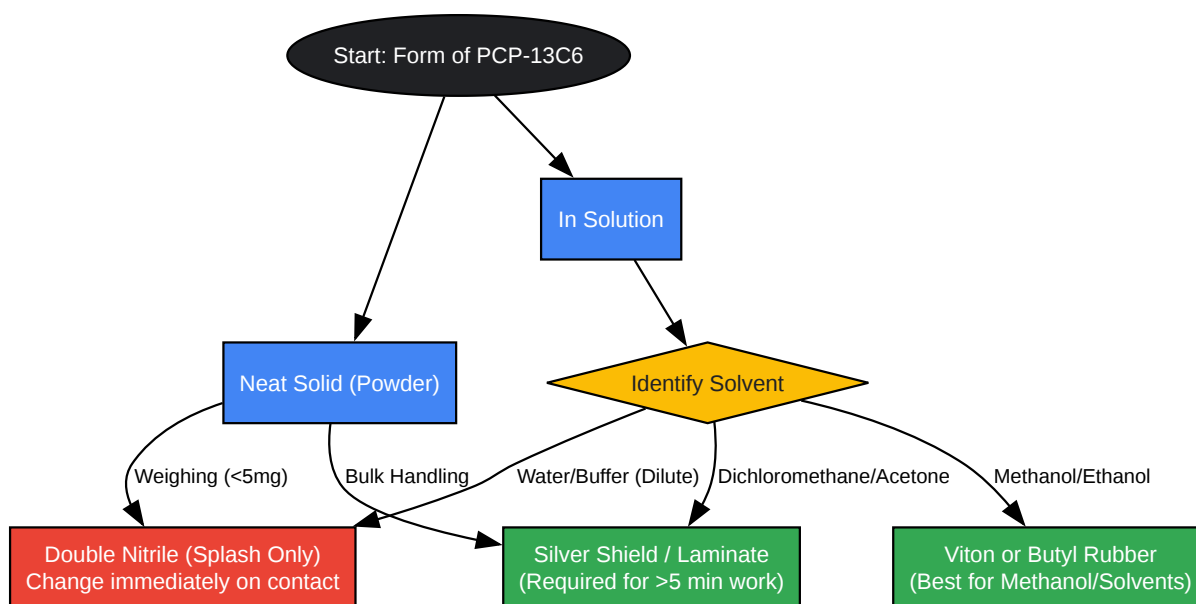 Start: Form of PCP-13C6
In Solution
Neat Solid (Powder)
Identify Solvent
Weighing (<5mg)
Bulk Handling
Water/Buffer (Dilute)
Dichloromethane/Acetone
Methanol/Ethanol
Double Nitrile (Splash Only)
Change immediately on contact
Silver Shield / Laminate
(Required for >5 min work)
Viton or Butyl Rubber
(Best for Methanol/Solvents)